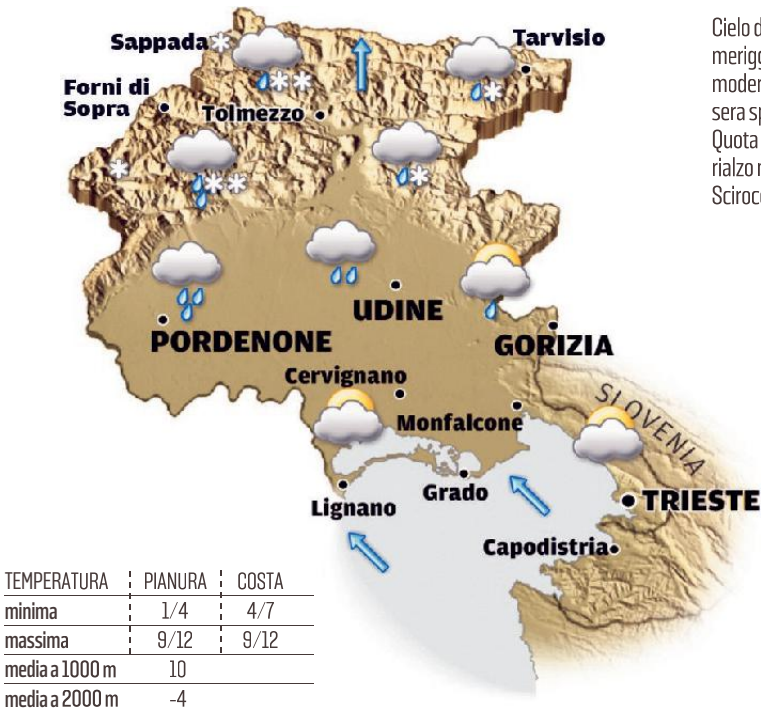 Sappada
Tarvisio
Forni di
Sopra
Tolmezzo
UDINE
PORDENONE
GORIZIA
Cervignano
Monfalcone
SLOVENIA
Lignano
Grado
TRIESTE
Capodistria
Cielo d
merigg
moder
sera sp
Quota
rialzo
Sciroc
TEMPERATURA PIANURA COSTA
minima 1/4 4/7
massima 9/12 9/12
media a 1000 m 10
media a 2000 m -4